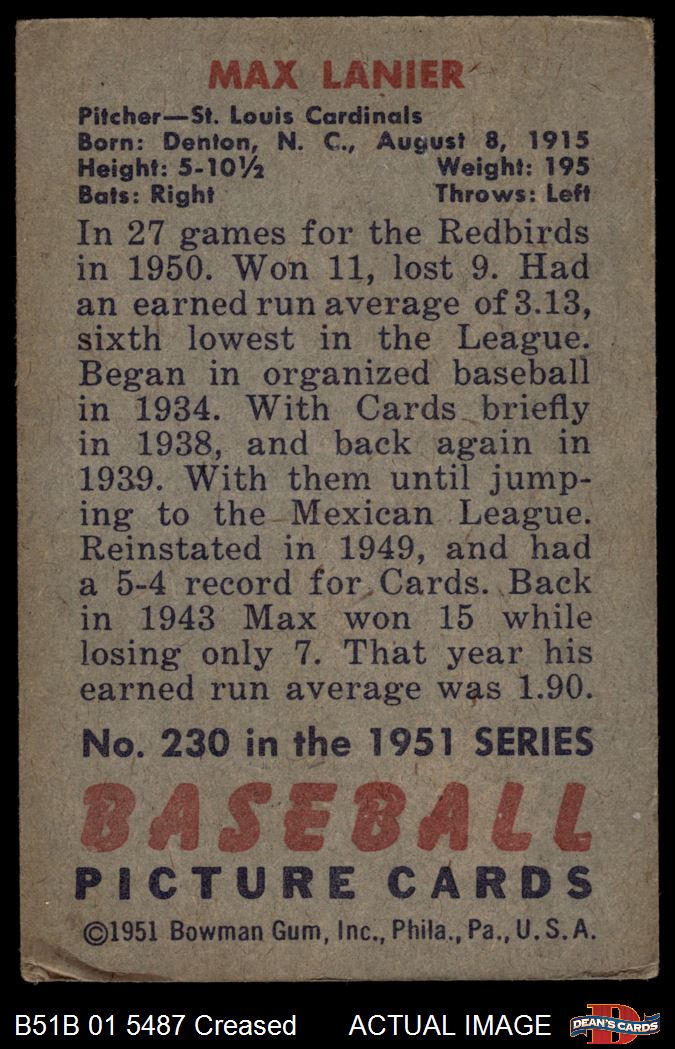 MAX LANIER
Pitcher—St. Louis Cardinals
Born: Denton, N. C., August 8, 1915
Height: 5-10½ Weight: 195
Bats: Right Throws: Left
In 27 games for the Redbirds
in 1950. Won 11, lost 9. Had
an earned run average of 3.13,
sixth lowest in the League.
Began in organized baseball
in 1934. With Cards briefly
in 1938, and back again in
1939. With them until jump-
ing to the Mexican League.
Reinstated in 1949, and had
a 5-4 record for Cards. Back
in 1943 Max won 15 while
losing only 7. That year his
earned run average was 1.90.
No. 230 in the 1951 SERIES
BASEBALL
PICTURE CARDS
©1951 Bowman Gum, Inc., Phila., Pa., U. S. A.
B51B 01 5487 Creased ACTUAL IMAGE
D
DEAN'S CARDS